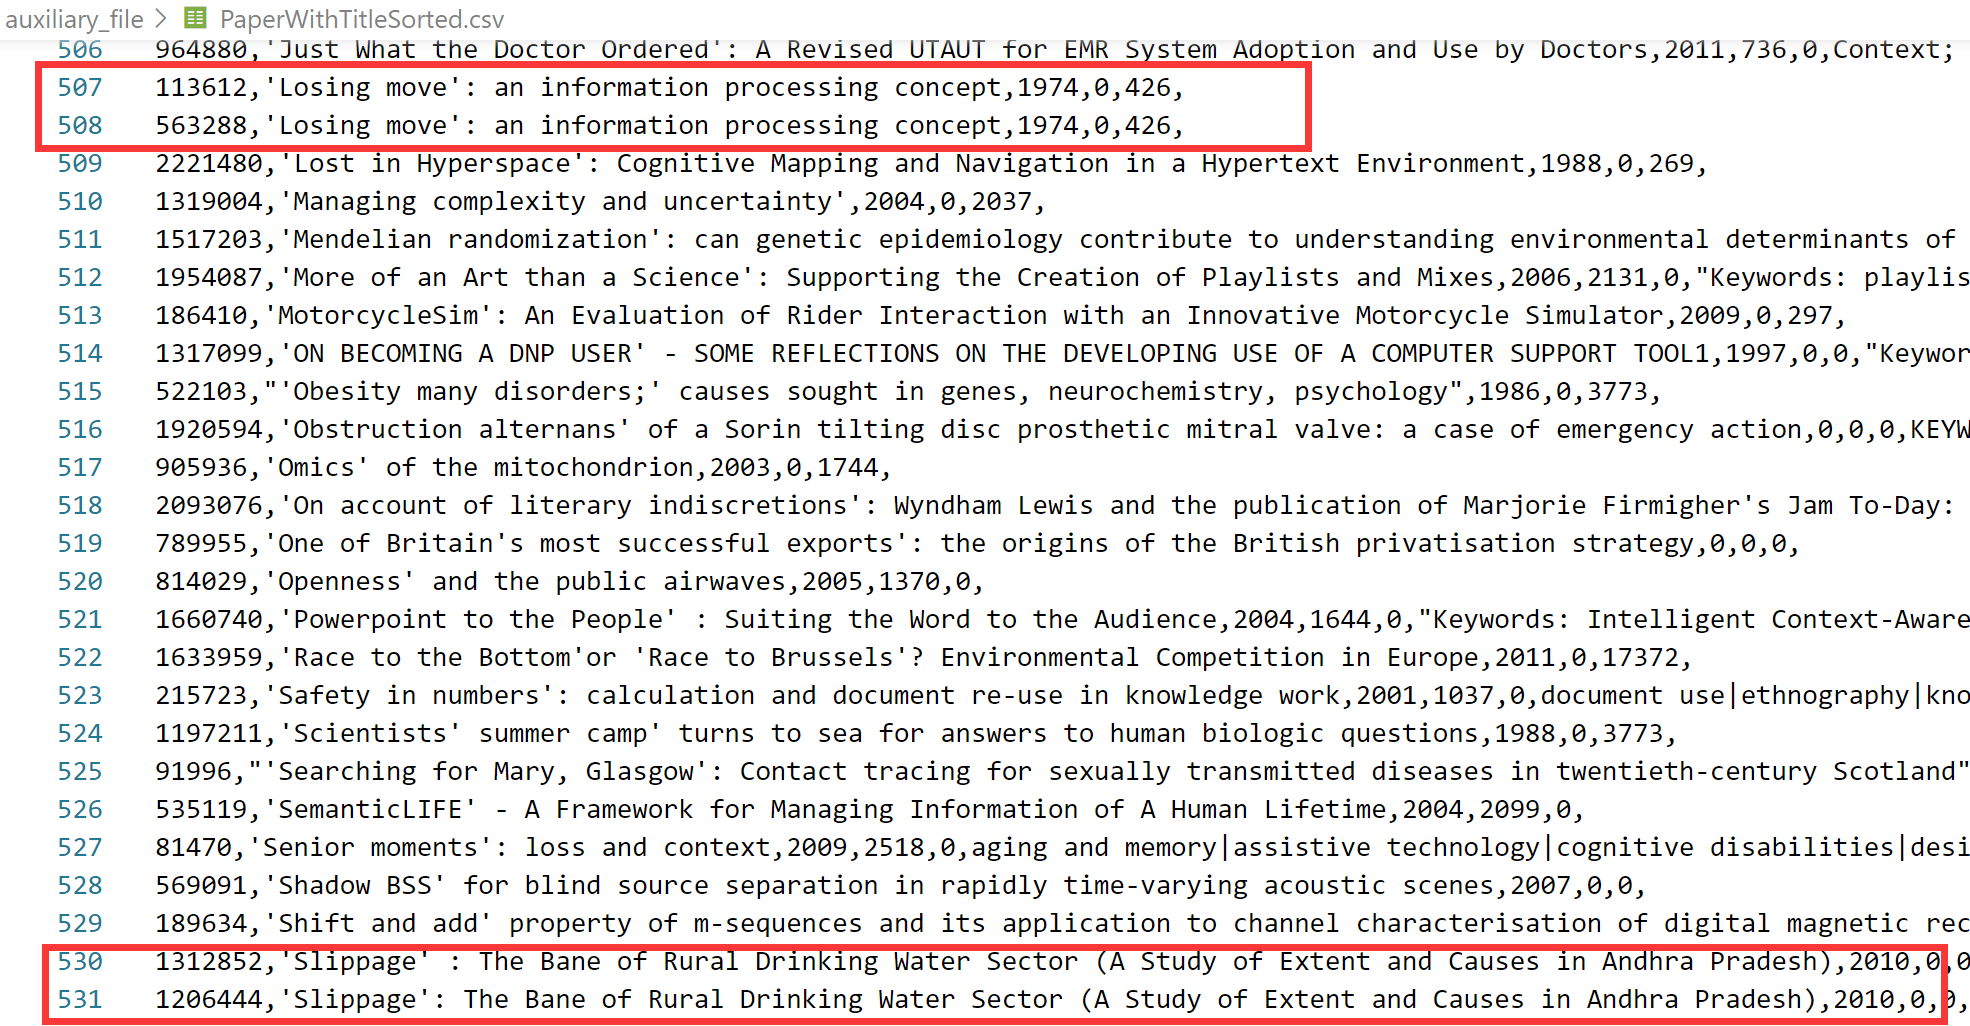 auxiliary_file > PaperWithTitleSorted.csv
506 964880,'Just What the Doctor Ordered': A Revised UTAUT for EMR System Adoption and Use by Doctors,2011,736,0,Context;
507 113612,'Losing move': an information processing concept,1974,0,426,
508 563288,'Losing move': an information processing concept,1974,0,426,
509 2221480,'Lost in Hyperspace': Cognitive Mapping and Navigation in a Hypertext Environment,1988,0,269,
510 1319004,'Managing complexity and uncertainty',2004,0,2037,
511 1517203,'Mendelian randomization': can genetic epidemiology contribute to understanding environmental determinants of
512 1954087,'More of an Art than a Science': Supporting the Creation of Playlists and Mixes,2006,2131,0,"Keywords: playlis
513 186410,'MotorcycleSim': An Evaluation of Rider Interaction with an Innovative Motorcycle Simulator,2009,0,297,
514 1317099,'ON BECOMING A DNP USER' - SOME REFLECTIONS ON THE DEVELOPING USE OF A COMPUTER SUPPORT TOOL1,1997,0,0,"Keywor
515 522103,"'Obesity many disorders;' causes sought in genes, neurochemistry, psychology",1986,0,3773,
516 1920594,'Obstruction alternans' of a Sorin tilting disc prosthetic mitral valve: a case of emergency action,0,0,0,KEYW
517 905936,'Omics' of the mitochondrion,2003,0,1744,
518 2093076,'On account of literary indiscretions': Wyndham Lewis and the publication of Marjorie Firmigher's Jam To-Day:
519 789955,'One of Britain's most successful exports': the origins of the British privatisation strategy,0,0,0,
520 814029,'Openness' and the public airwaves,2005,1370,0,
521 1660740,'Powerpoint to the People' : Suiting the Word to the Audience,2004,1644,0,"Keywords: Intelligent Context-Aware
522 1633959,'Race to the Bottom'or 'Race to Brussels'? Environmental Competition in Europe,2011,0,17372,
523 215723,'Safety in numbers': calculation and document re-use in knowledge work,2001,1037,0,document use|ethnography|kno
524 1197211,'Scientists' summer camp' turns to sea for answers to human biologic questions,1988,0,3773,
525 91996,"'Searching for Mary, Glasgow': Contact tracing for sexually transmitted diseases in twentieth-century Scotland"
526 535119,'SemanticLIFE' - A Framework for Managing Information of A Human Lifetime,2004,2099,0,
527 81470,'Senior moments': loss and context,2009,2518,0,aging and memory|assistive technology|cognitive disabilities|desi
528 569091,'Shadow BSS' for blind source separation in rapidly time-varying acoustic scenes,2007,0,0,
529 189634,'Shift and add' property of m-sequences and its application to channel characterisation of digital magnetic rec
530 1312852,'Slippage' : The Bane of Rural Drinking Water Sector (A Study of Extent and Causes in Andhra Pradesh),2010,0,0
531 1206444,'Slippage': The Bane of Rural Drinking Water Sector (A Study of Extent and Causes in Andhra Pradesh),2010,0,0,